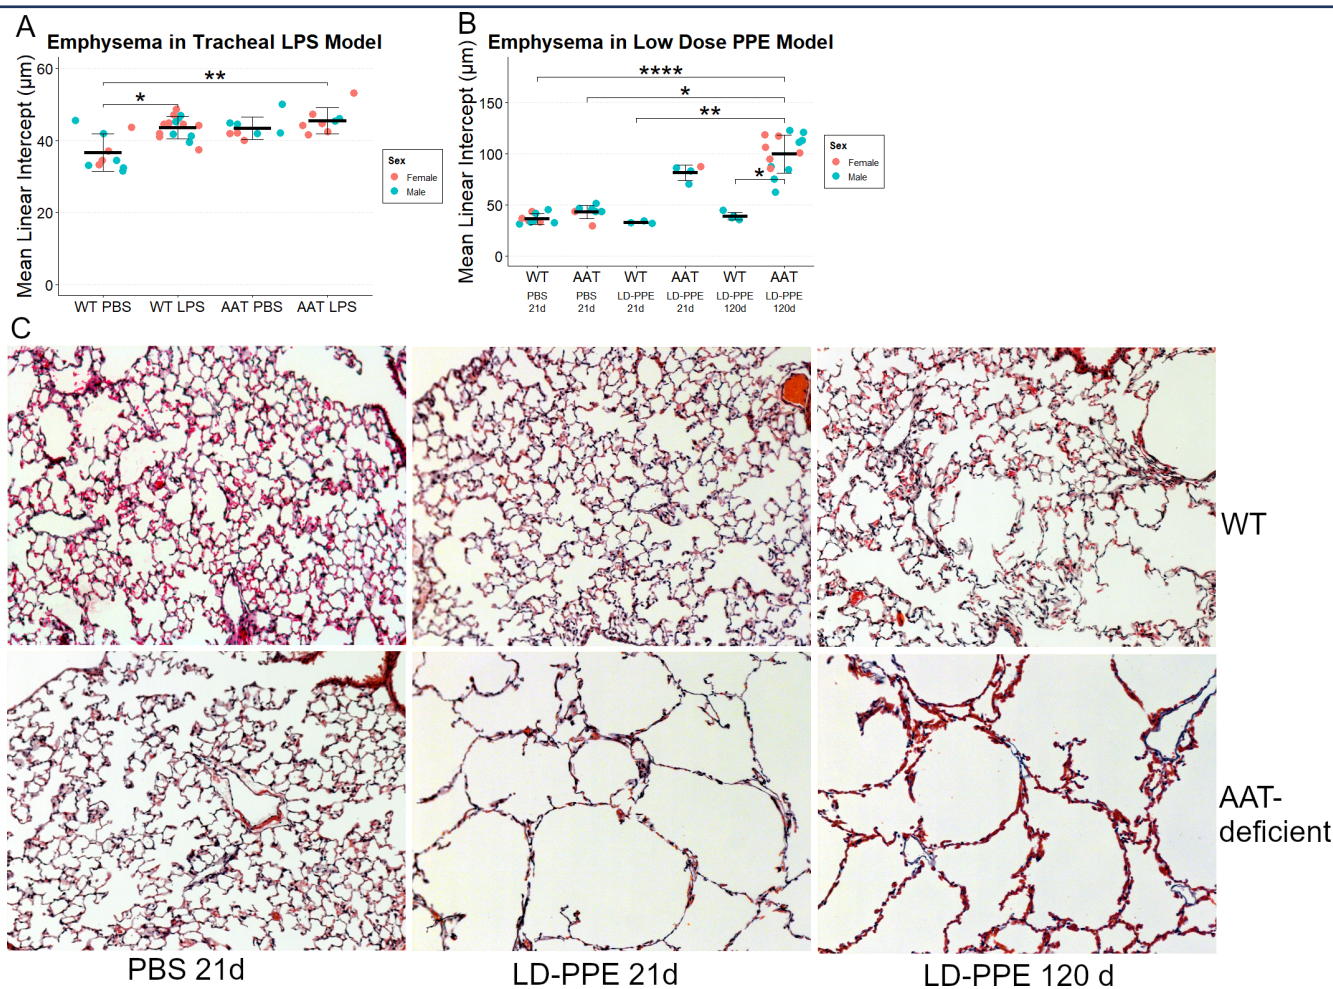 A
Emphysema in Tracheal LPS Model
Mean Linear Intercept (µm)
60
40
20
0
**
*
WT PBS
WT LPS
AAT PBS
AAT LPS
Sex
Female
Male
B
Emphysema in Low Dose PPE Model
Mean Linear Intercept (µm)
150
100
50
0
****
*
**
*
WT
AAT
WT
AAT
WT
AAT
PBS
PBS
LD-PPE
LD-PPE
LD-PPE
LD-PPE
21d
21d
21d
21d
120d
120d
Sex
Female
Male
C
WT
AAT-
deficient
PBS 21d
LD-PPE 21d
LD-PPE 120 d